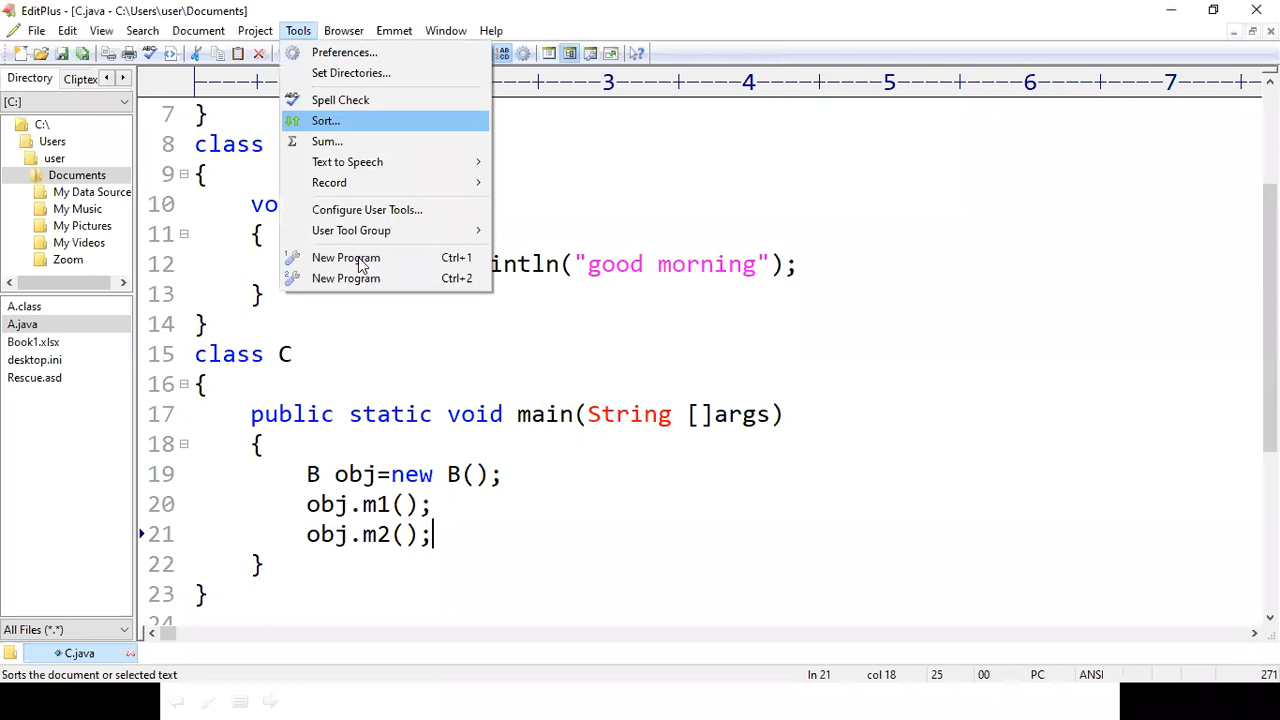 EditPlus - [C.java - C:\Users\user\Documents]
File Edit View Search Document Project Tools Browser Emmet Window Help
Directory Cliptex
[C:]
C:\
Users
user
Documents
My Data Source
My Music
My Pictures
My Videos
Zoom
A.class
A.java
Book1.xlsx
desktop.ini
Rescue.asd
All Files (*.*)
Preferences...
Set Directories...
Spell Check
Sort...
Sum...
Text to Speech
Record
Configure User Tools...
User Tool Group
New Program Ctrl+1
New Program Ctrl+2
3 4 5 6 7
7 }
8 class
9 {
10 vo
11 {
12 intln("good morning");
13 }
14 }
15 class C
16 {
17 public static void main(String []args)
18 {
19 B obj=new B();
20 obj.m1();
21 obj.m2();
22 }
23 }
24
C.java
Sorts the document or selected text
ln 21 col 18 25 00 PC ANSI 271